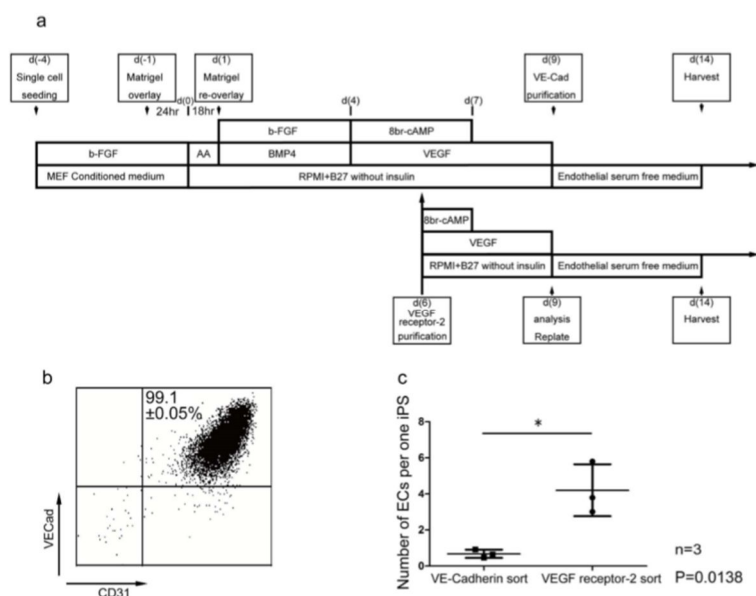 a
d(-4)
Single cell
seeding
d(-1)
Matrigel
overlay
d(0)
24hr
18hr
d(1)
Matrigel
re-overlay
d(4)
d(7)
d(9)
VE-Cad
purification
d(14)
Harvest
b-FGF
8br-cAMP
b-FGF
AA
BMP4
VEGF
MEF Conditioned medium
RPMI+B27 without insulin
Endothelial serum free medium
8br-cAMP
VEGF
RPMI+B27 without insulin
Endothelial serum free medium
d(6)
VEGF
receptor-2
purification
d(9)
analysis
Replate
d(14)
Harvest
b
99.1
±0.05%
VECad
CD31
c
Number of ECs per one iPS
8
6
4
2
0
*
VE-Cadherin sort
VEGF receptor-2 sort
n=3
P=0.0138